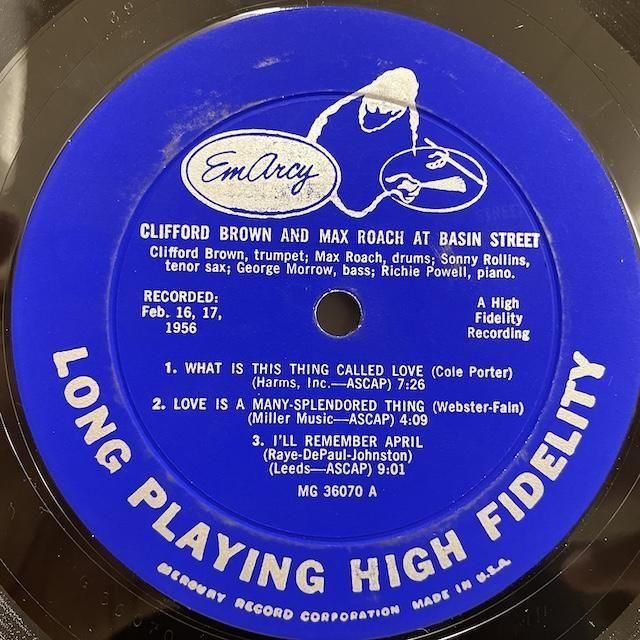 EmArcy
CLIFFORD BROWN AND MAX ROACH AT BASIN STREET
Clifford Brown, trumpet; Max Roach, drums; Sonny Rollins,
tenor sax; George Morrow, bass; Richie Powell, piano.
RECORDED:
Feb. 16, 17,
1956
A High
Fidelity
Recording
1. WHAT IS THIS THING CALLED LOVE (Cole Porter)
(Harms, Inc.—ASCAP) 7:26
2. LOVE IS A MANY-SPLENDORED THING (Webster-Fain)
(Miller Music—ASCAP) 4:09
3. I'LL REMEMBER APRIL
(Raye-DePaul-Johnston)
(Leeds—ASCAP) 9:01
MG 36070 A
LONG PLAYING HIGH FIDELITY
MERCURY RECORD CORPORATION MADE IN U.S.A.